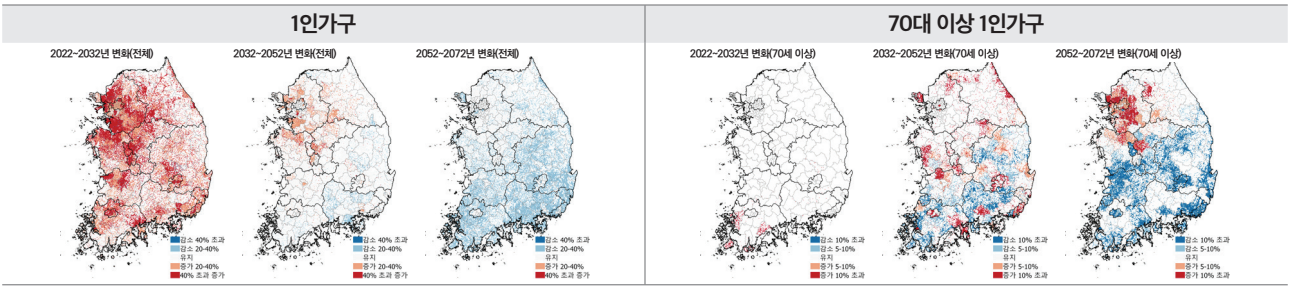 1인가구
70대 이상 1인가구
2022~2032년 변화(전체)
2032~2052년 변화(전체)
2052~2072년 변화(전체)
2022~2032년 변화(70세 이상)
2032~2052년 변화(70세 이상)
2052~2072년 변화(70세 이상)
감소 40% 초과
감소 20-40%
유지
증가 20-40%
40% 초과 증가
감소 40% 초과
감소 20-40%
유지
증가 20-40%
40% 초과 증가
감소 40% 초과
감소 20-40%
유지
증가 20-40%
40% 초과 증가
감소 10% 초과
감소 5-10%
유지
증가 5-10%
증가 10% 초과
감소 10% 초과
감소 5-10%
유지
증가 5-10%
증가 10% 초과
감소 10% 초과
감소 5-10%
유지
증가 5-10%
증가 10% 초과